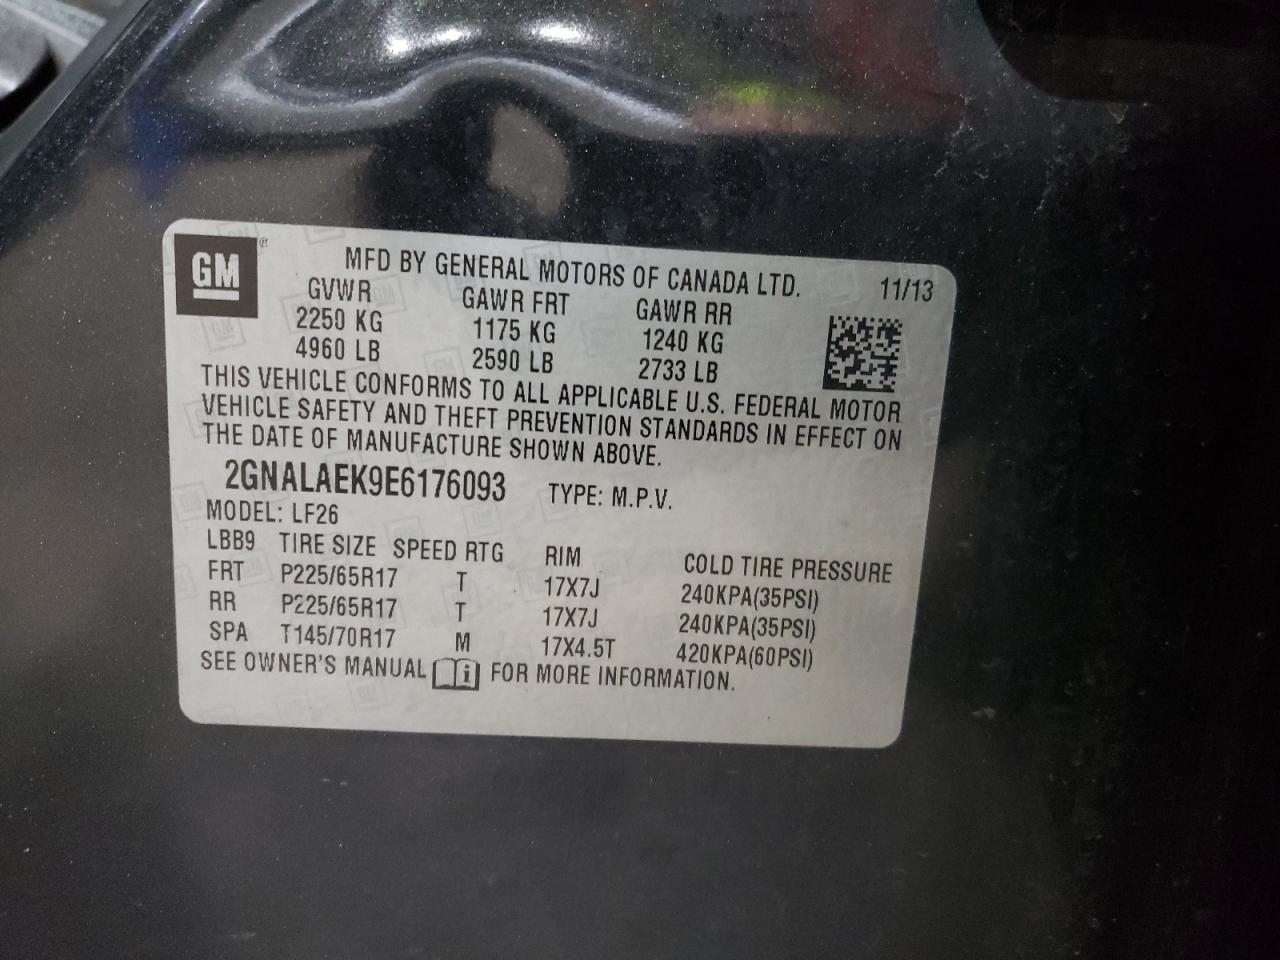 GM®
MFD BY GENERAL MOTORS OF CANADA LTD. 11/13
GVWR GAWR FRT GAWR RR
2250 KG 1175 KG 1240 KG
4960 LB 2590 LB 2733 LB
THIS VEHICLE CONFORMS TO ALL APPLICABLE U.S. FEDERAL MOTOR
VEHICLE SAFETY AND THEFT PREVENTION STANDARDS IN EFFECT ON
THE DATE OF MANUFACTURE SHOWN ABOVE.
2GNALAEK9E6176093 TYPE: M.P.V.
MODEL: LF26
LBB9 TIRE SIZE SPEED RTG RIM COLD TIRE PRESSURE
FRT P225/65R17 T 17X7J 240KPA(35PSI)
RR P225/65R17 T 17X7J 240KPA(35PSI)
SPA T145/70R17 M 17X4.5T 420KPA(60PSI)
SEE OWNER'S MANUAL i FOR MORE INFORMATION.